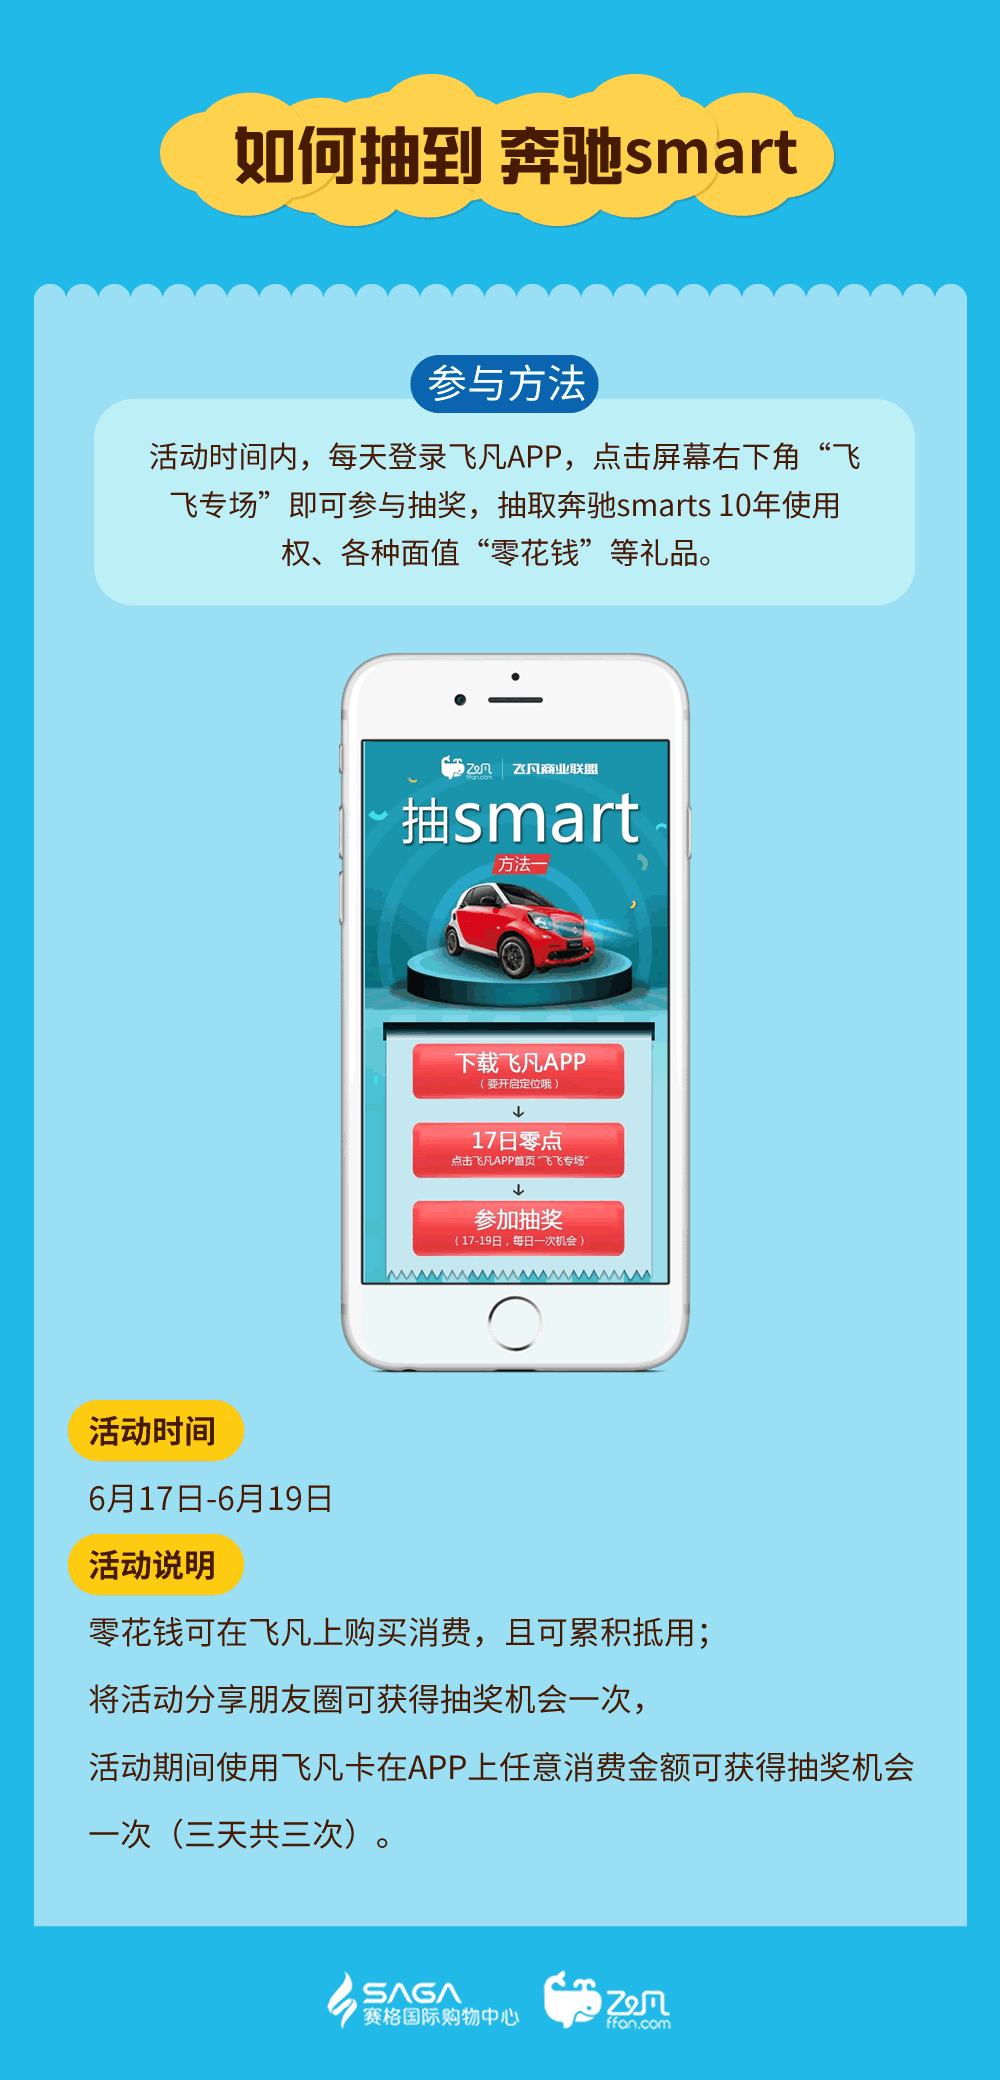 如何抽到 奔驰smart
参与方法
活动时间内，每天登录飞凡APP，点击屏幕右下角“飞
飞专场”即可参与抽奖，抽取奔驰smarts 10年使用
权、各种面值“零花钱”等礼品。
飞凡 ffan.com | 飞凡商业联盟
抽smart
方法一
下载飞凡APP
（要开启定位哦）
↓
17日零点
点击飞凡APP首页“飞飞专场”
↓
参加抽奖
（17-19日，每日一次机会）
活动时间
6月17日-6月19日
活动说明
零花钱可在飞凡上购买消费，且可累积抵用；
将活动分享朋友圈可获得抽奖机会一次，
活动期间使用飞凡卡在APP上任意消费金额可获得抽奖机会
一次（三天共三次）。
SAGA
赛格国际购物中心
飞凡
ffan.com